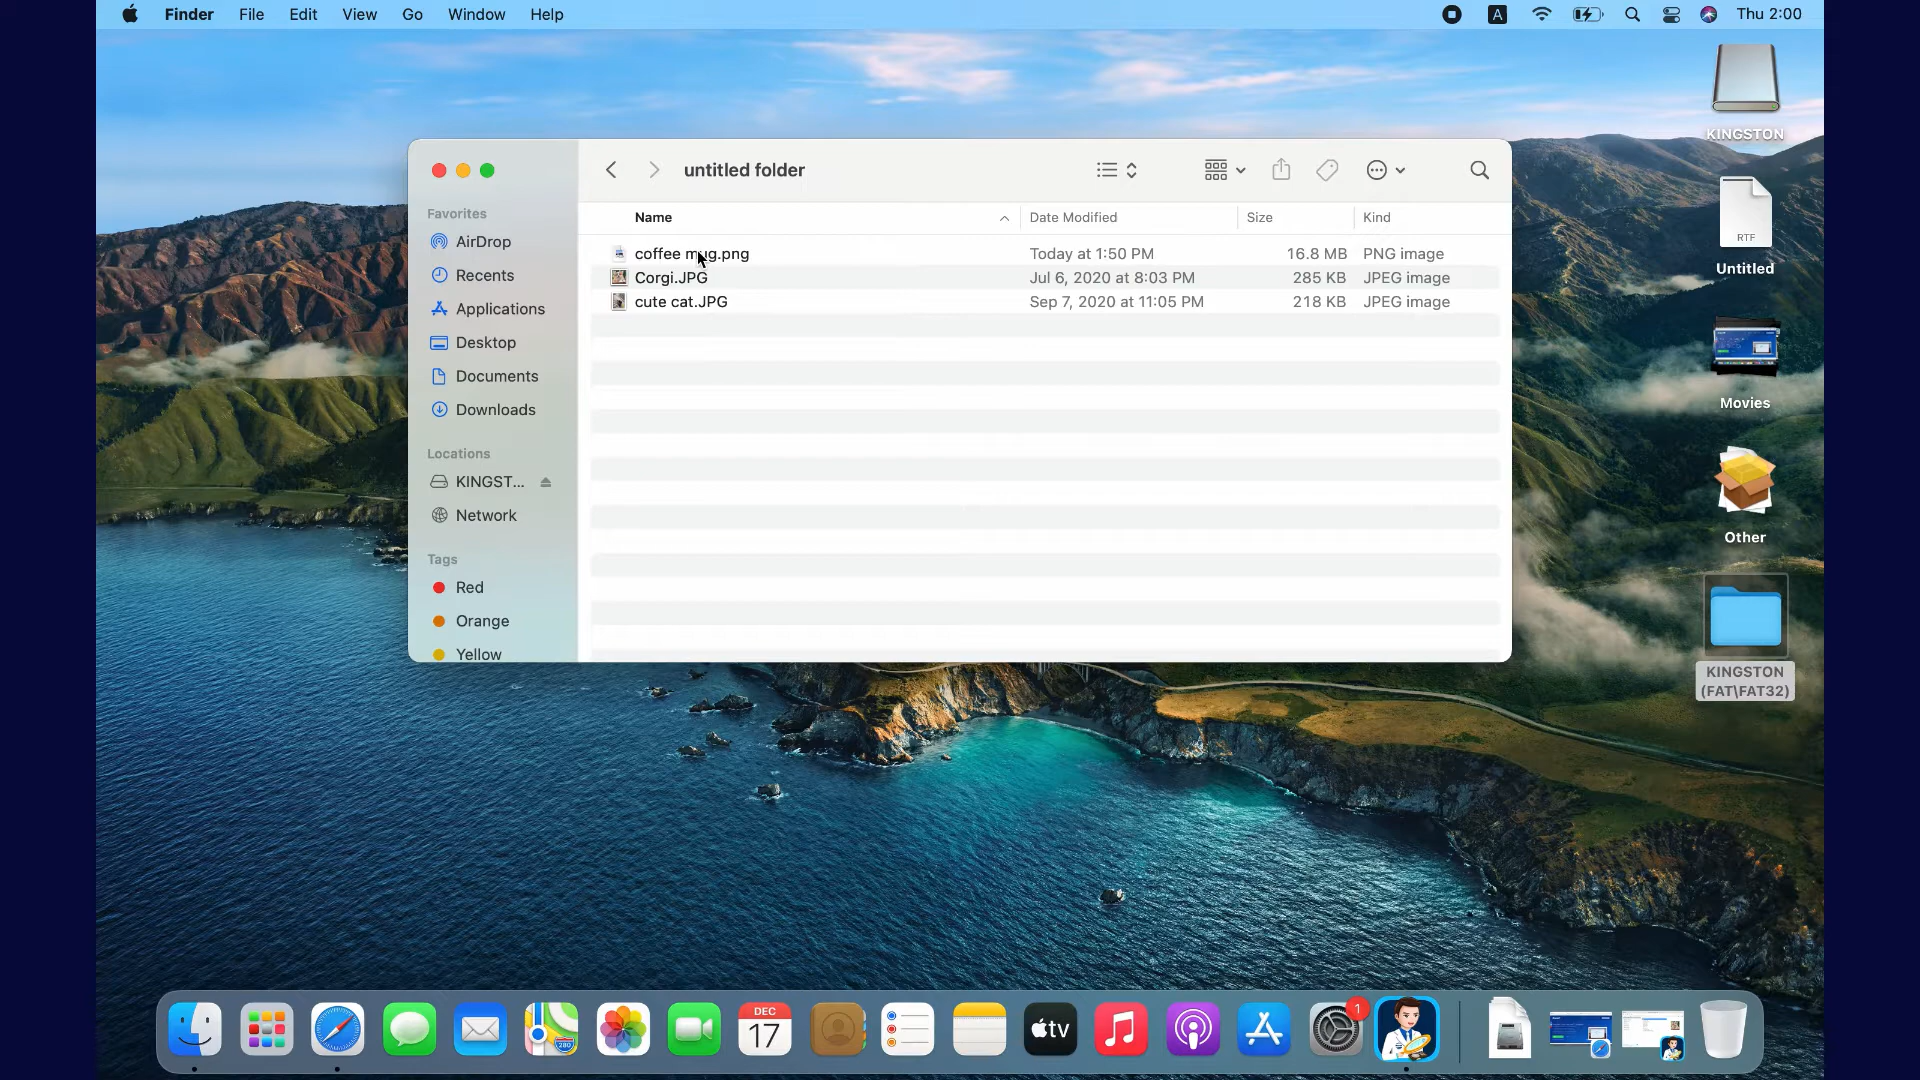 Finder File Edit View Go Window Help
A Thu 2:00
KINGSTON
untitled folder
Favorites
AirDrop
Recents
Applications
Desktop
Documents
Downloads
Locations
KINGST...
Network
Tags
Red
Orange
Yellow
Name Date Modified Size Kind
coffee mug.png Today at 1:50 PM 16.8 MB PNG image
Corgi.JPG Jul 6, 2020 at 8:03 PM 285 KB JPEG image
cute cat.JPG Sep 7, 2020 at 11:05 PM 218 KB JPEG image
RTF
Untitled
Movies
Other
KINGSTON
(FAT\FAT32)
280
DEC
17
tv
1